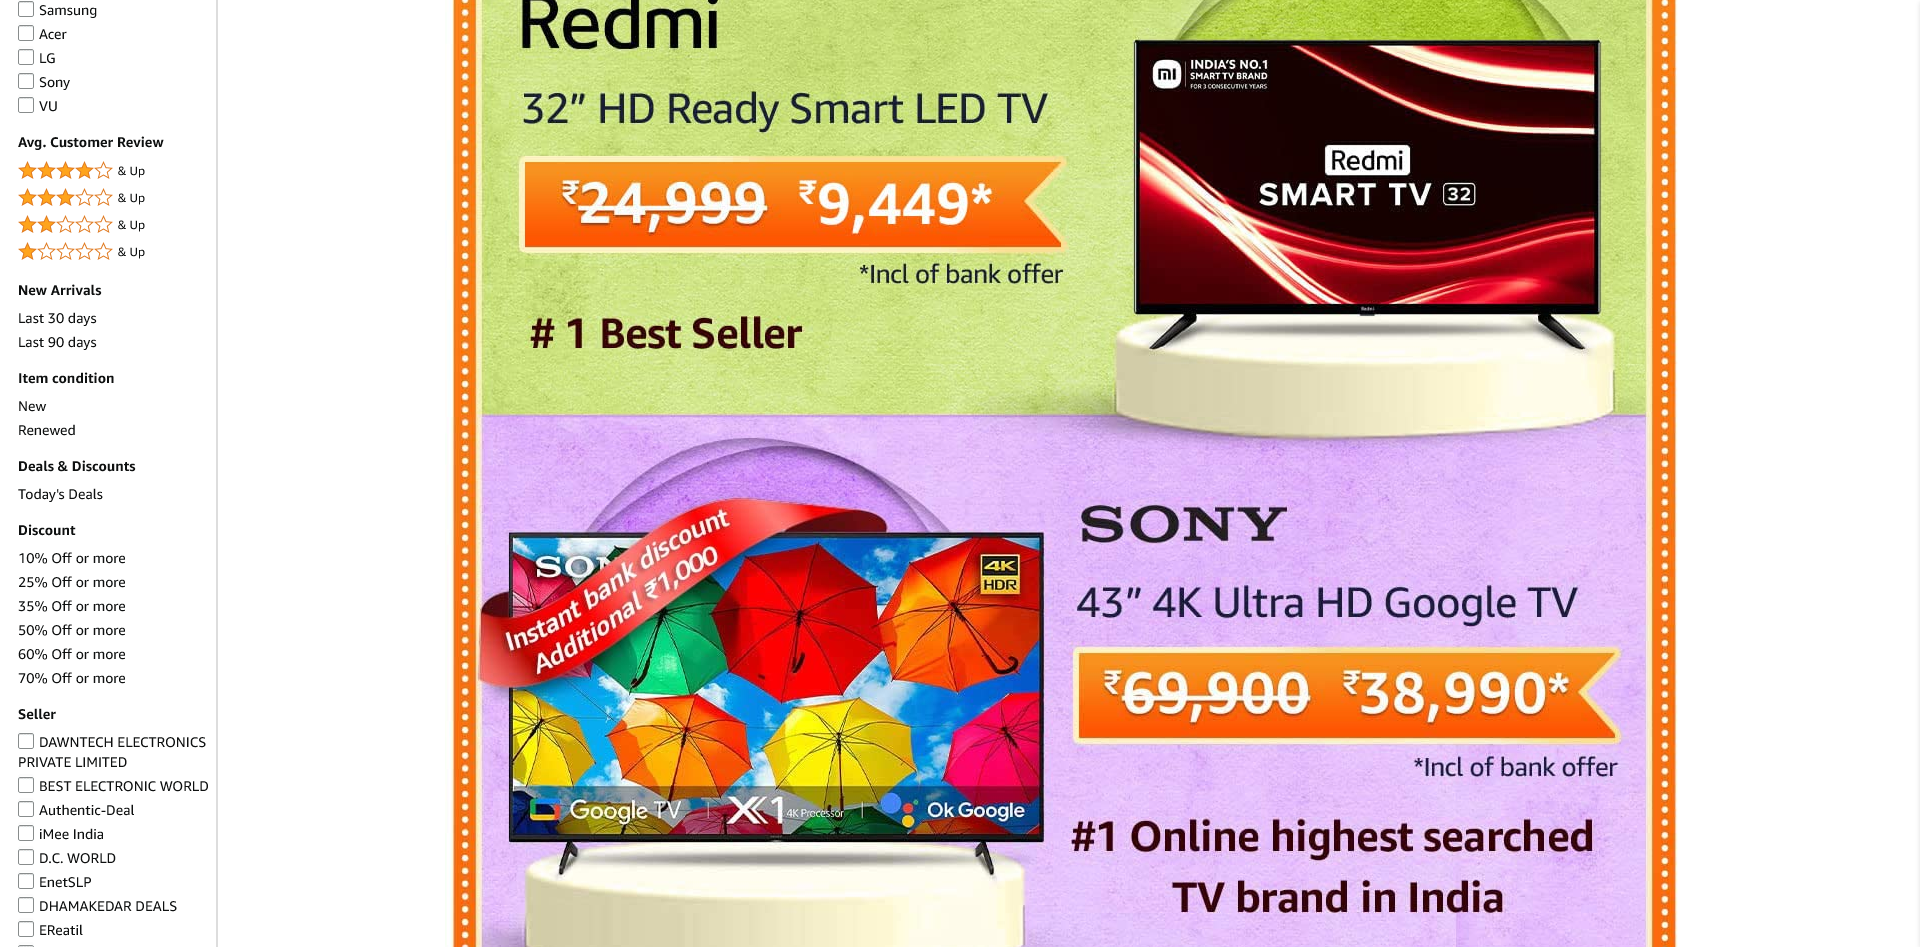 Samsung
Acer
LG
Sony
VU
Avg. Customer Review
& Up
& Up
& Up
& Up
New Arrivals
Last 30 days
Last 90 days
Item condition
New
Renewed
Deals & Discounts
Today's Deals
Discount
10% Off or more
25% Off or more
35% Off or more
50% Off or more
60% Off or more
70% Off or more
Seller
DAWNTECH ELECTRONICS
PRIVATE LIMITED
BEST ELECTRONIC WORLD
Authentic-Deal
iMee India
D.C. WORLD
EnetSLP
DHAMAKEDAR DEALS
EReatil
Redmi
32" HD Ready Smart LED TV
₹24,999 ₹9,449*
*Incl of bank offer
# 1 Best Seller
mi
INDIA'S NO.1
SMART TV BRAND
FOR 3 CONSECUTIVE YEARS
Redmi
SMART TV 32
Redmi
SON
Instant bank discount
Additional ₹1,000
4K
HDR
Google TV | X1 4K Processor | Ok Google
SONY
43" 4K Ultra HD Google TV
₹69,900 ₹38,990*
*Incl of bank offer
#1 Online highest searched
TV brand in India